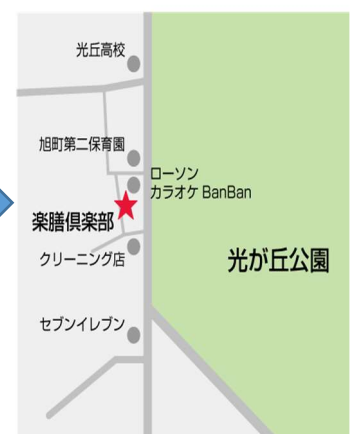 光丘高校
旭町第二保育園
ローソン
カラオケ BanBan
楽膳倶楽部
クリーニング店
光が丘公園
セブンイレブン